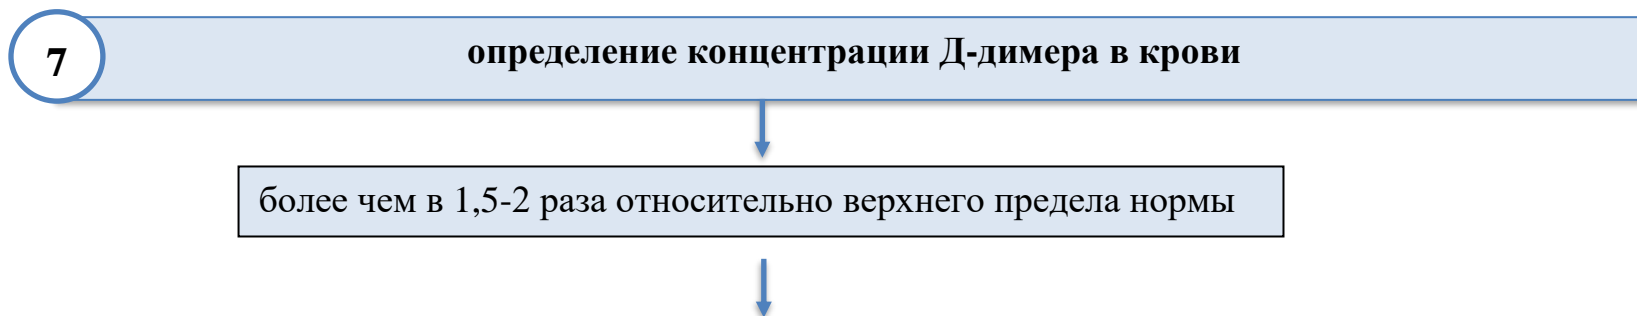 7
определение концентрации Д-димера в крови
более чем в 1,5-2 раза относительно верхнего предела нормы